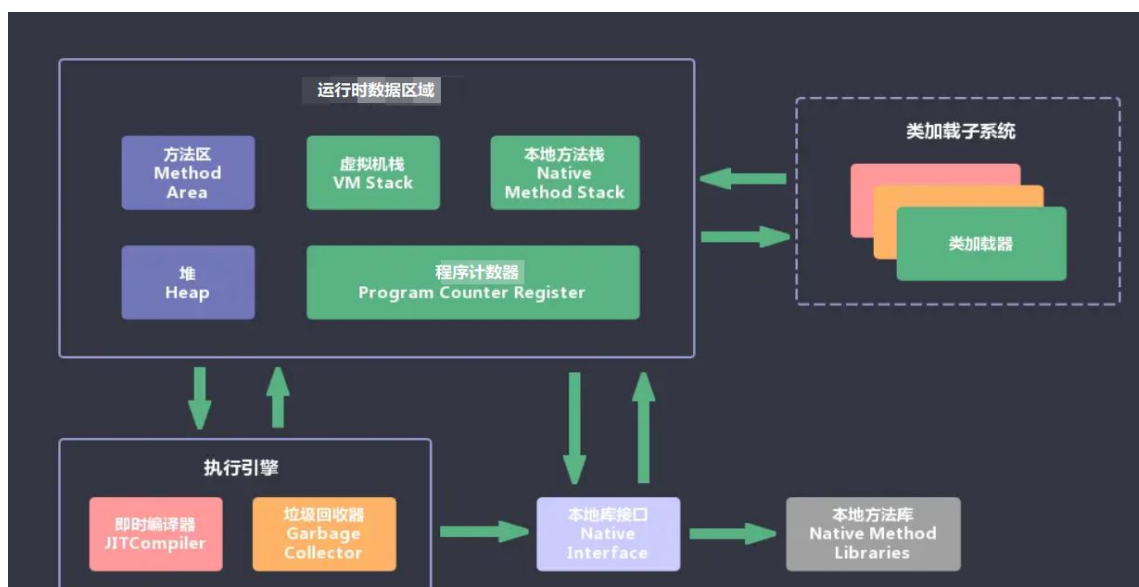 运行时数据区域
类加载子系统
方法区
Method
Area
虚拟机栈
VM Stack
本地方法栈
Native
Method Stack
类加载器
堆
Heap
程序计数器
Program Counter Register
执行引擎
即时编译器
JITCompiler
垃圾回收器
Garbage
Collector
本地库接口
Native
Interface
本地方法库
Native Method
Libraries